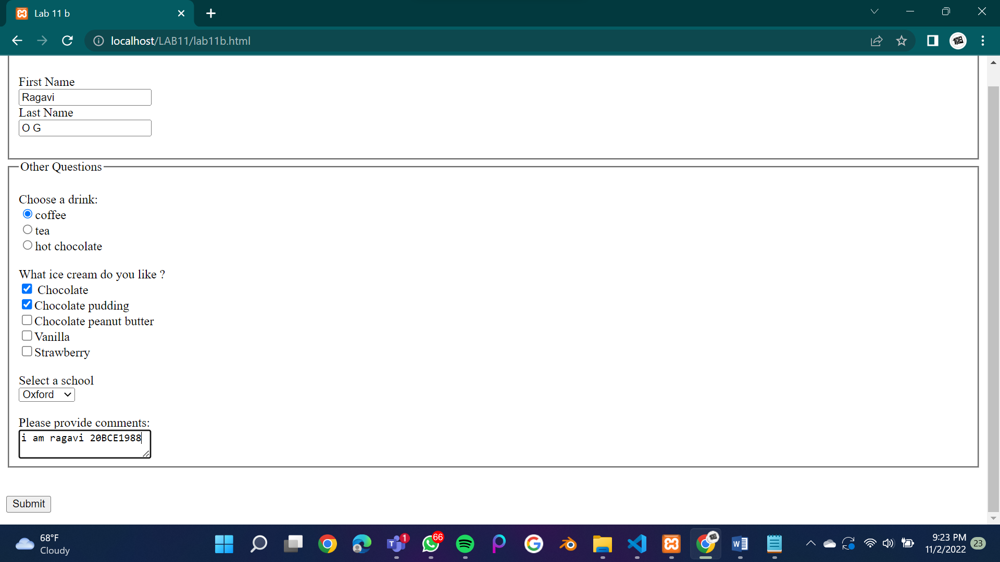 Lab 11 b
localhost/LAB11/lab11b.html
First Name
Ragavi
Last Name
O G
Other Questions
Choose a drink:
coffee
tea
hot chocolate
What ice cream do you like ?
Chocolate
Chocolate pudding
Chocolate peanut butter
Vanilla
Strawberry
Select a school
Oxford
Please provide comments:
i am ragavi 20BCE1988
Submit
68°F
Cloudy
1
66
9:23 PM
11/2/2022
23